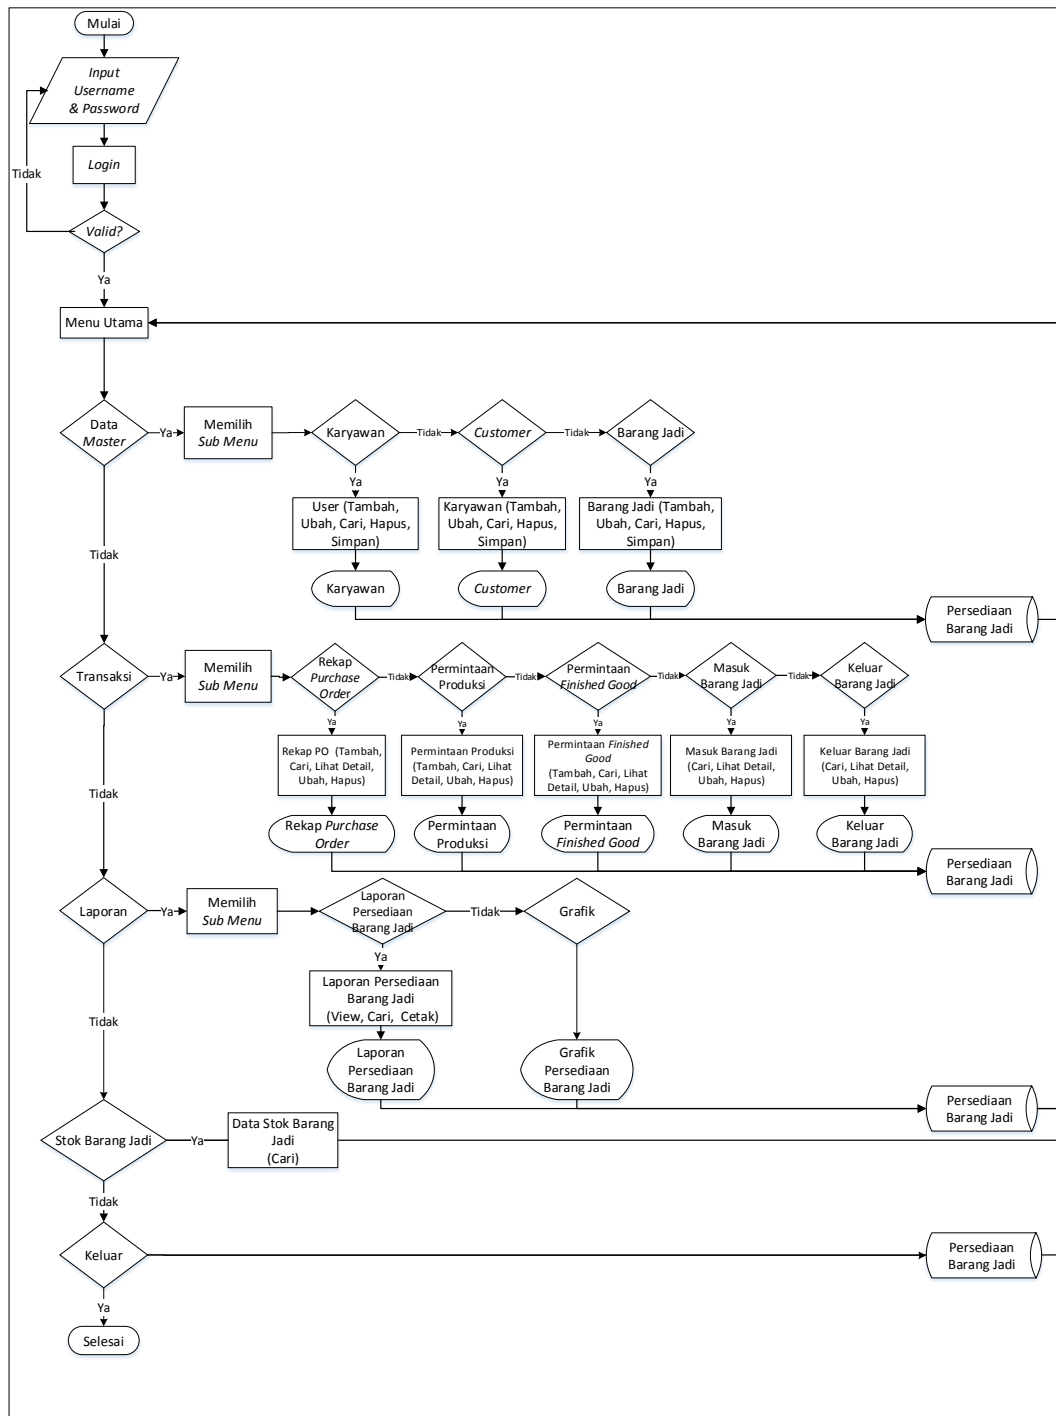 Mulai
Input
Username
& Password
Login
Tidak
Valid?
Ya
Menu Utama
Data
Master
Ya
Memilih
Sub Menu
Karyawan
Tidak
Customer
Tidak
Barang Jadi
Ya
Ya
Ya
User (Tambah,
Ubah, Cari, Hapus,
Simpan)
Karyawan (Tambah,
Ubah, Cari, Hapus,
Simpan)
Barang Jadi (Tambah,
Ubah, Cari, Hapus,
Simpan)
Tidak
Karyawan
Customer
Barang Jadi
Persediaan
Barang Jadi
Transaksi
Ya
Memilih
Sub Menu
Rekap
Purchase
Order
Tidak
Permintaan
Produksi
Tidak
Permintaan
Finished Good
Tidak
Masuk
Barang Jadi
Tidak
Keluar
Barang Jadi
Ya
Ya
Ya
Ya
Ya
Rekap PO (Tambah,
Cari, Lihat Detail,
Ubah, Hapus)
Permintaan Produksi
(Tambah, Cari, Lihat
Detail, Ubah, Hapus)
Permintaan Finished
Good
(Tambah, Cari, Lihat
Detail, Ubah, Hapus)
Masuk Barang Jadi
(Cari, Lihat Detail,
Ubah, Hapus)
Keluar Barang Jadi
(Cari, Lihat Detail,
Ubah, Hapus)
Tidak
Rekap Purchase
Order
Permintaan
Produksi
Permintaan
Finished Good
Masuk
Barang Jadi
Keluar
Barang Jadi
Persediaan
Barang Jadi
Laporan
Ya
Memilih
Sub Menu
Laporan
Persediaan
Barang Jadi
Tidak
Grafik
Ya
Laporan Persediaan
Barang Jadi
(View, Cari, Cetak)
Tidak
Laporan
Persediaan
Barang Jadi
Grafik
Persediaan
Barang Jadi
Persediaan
Barang Jadi
Stok Barang Jadi
Ya
Data Stok Barang
Jadi
(Cari)
Tidak
Keluar
Persediaan
Barang Jadi
Ya
Selesai